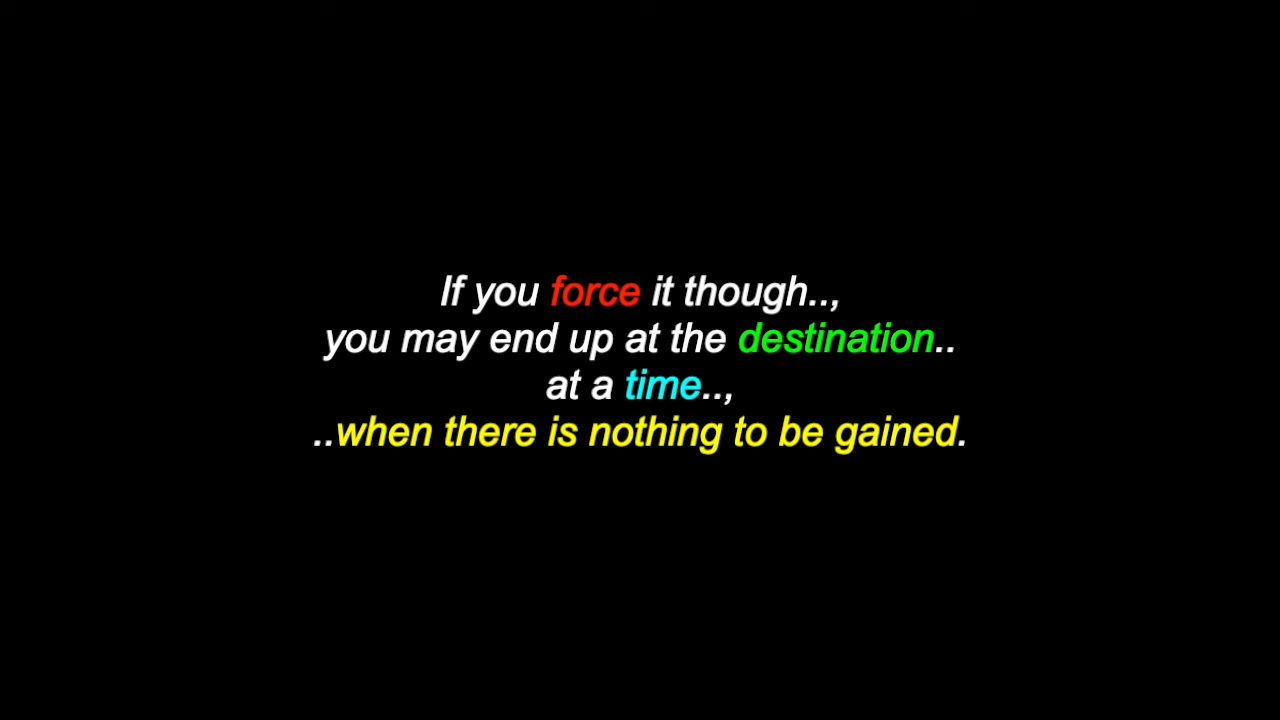 If you force it though..,
you may end up at the destination..
at a time..,
..when there is nothing to be gained.